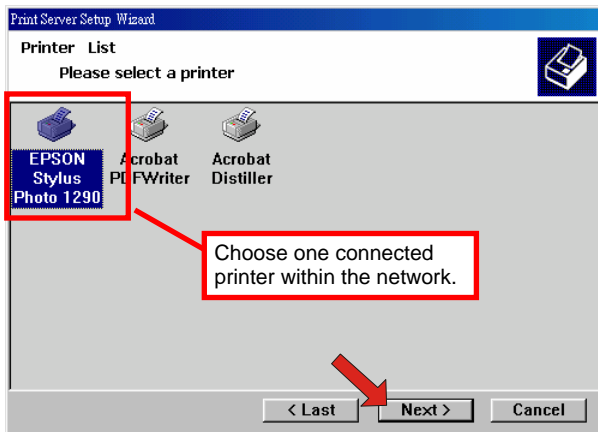 Print Server Setup Wizard
Printer List
Please select a printer
EPSON
Stylus
Photo 1290
Acrobat
PDFWriter
Acrobat
Distiller
Choose one connected
printer within the network.
< Last
Next >
Cancel